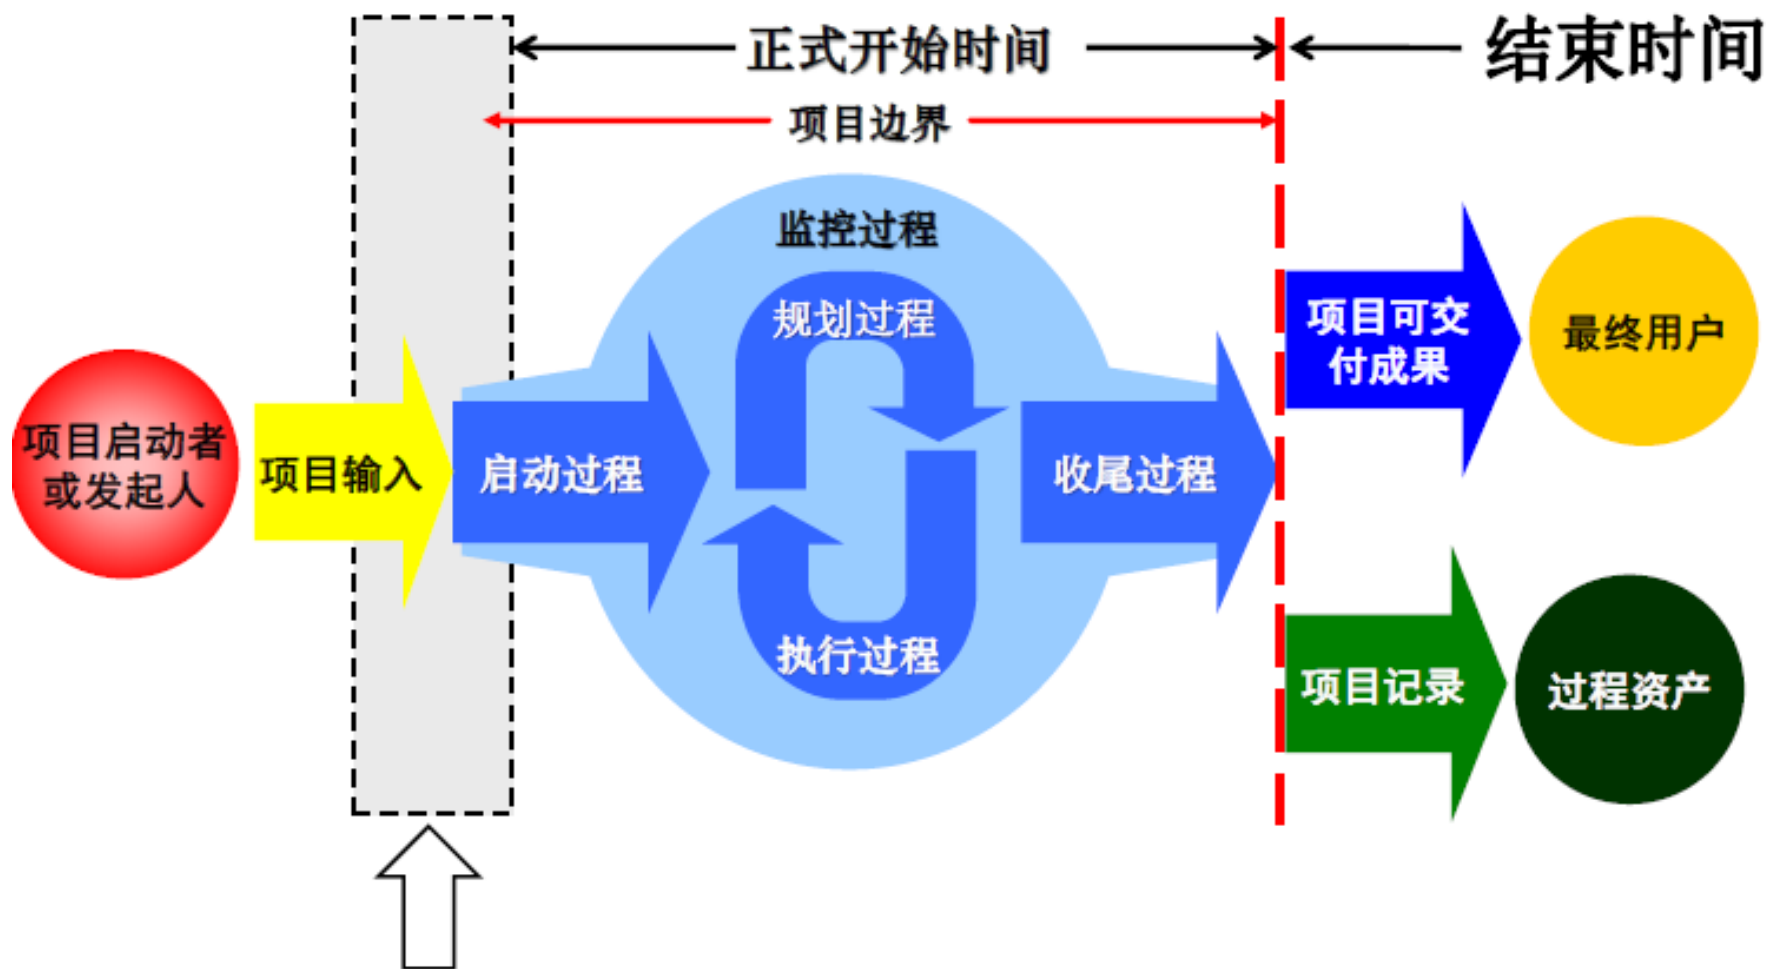 正式开始时间
结束时间
项目边界
监控过程
规划过程
项目启动者
或发起人
项目输入
启动过程
收尾过程
执行过程
项目可交
付成果
最终用户
项目记录
过程资产